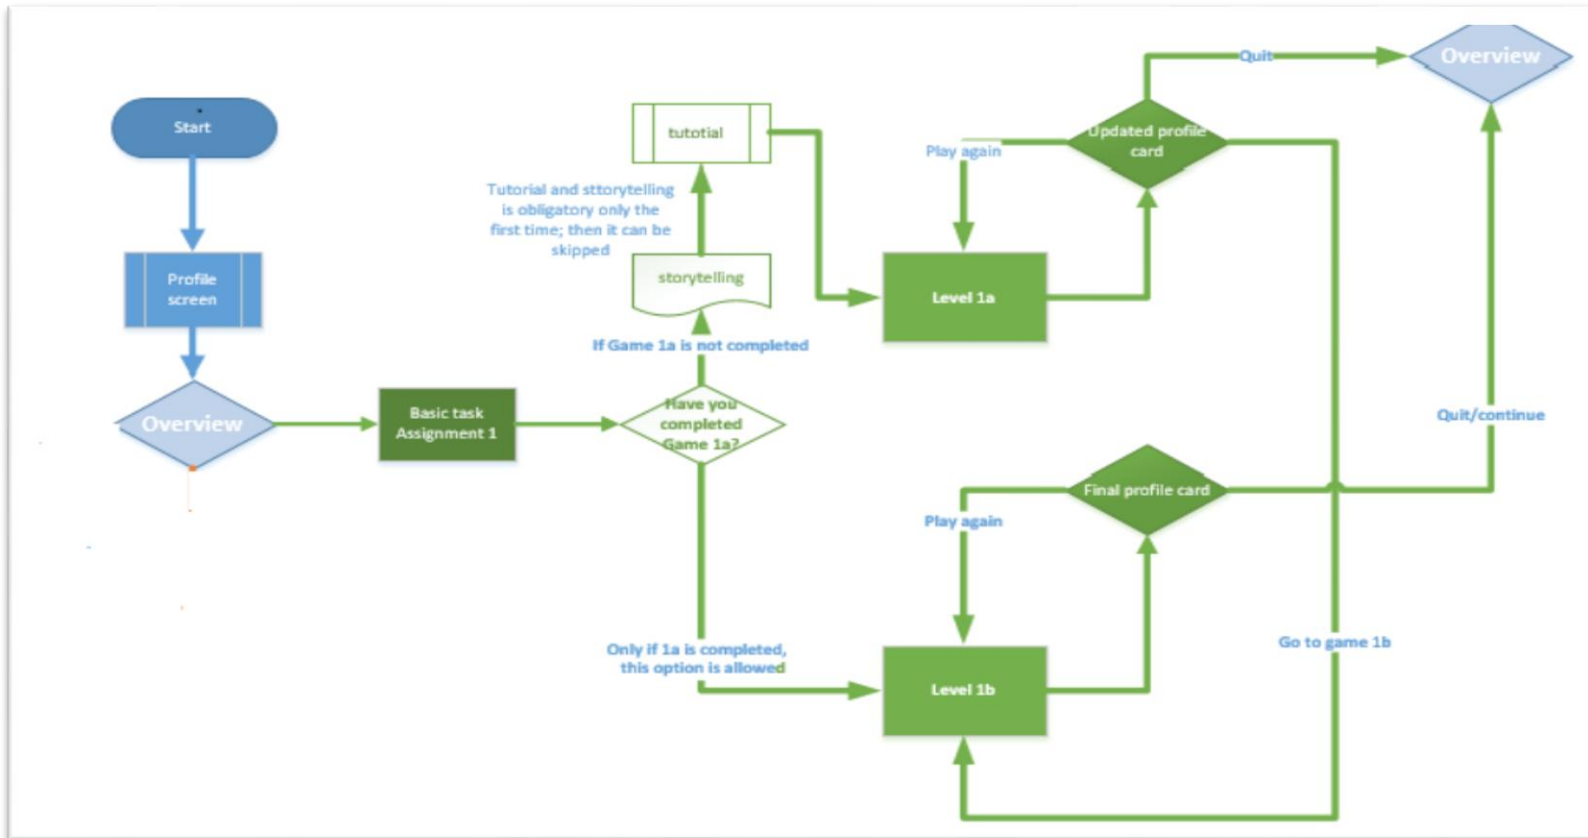 Start
Profile
screen
Overview
Basic task
Assignment 1
Have you
completed
Game 1a?
If Game 1a is not completed
storytelling
Tutorial and sttorytelling
is obligatory only the
first time; then it can be
skipped
tutotial
Level 1a
Play again
Updated profile
card
Quit
Overview
Only if 1a is completed,
this option is allowed
Level 1b
Play again
Final profile card
Quit/continue
Go to game 1b